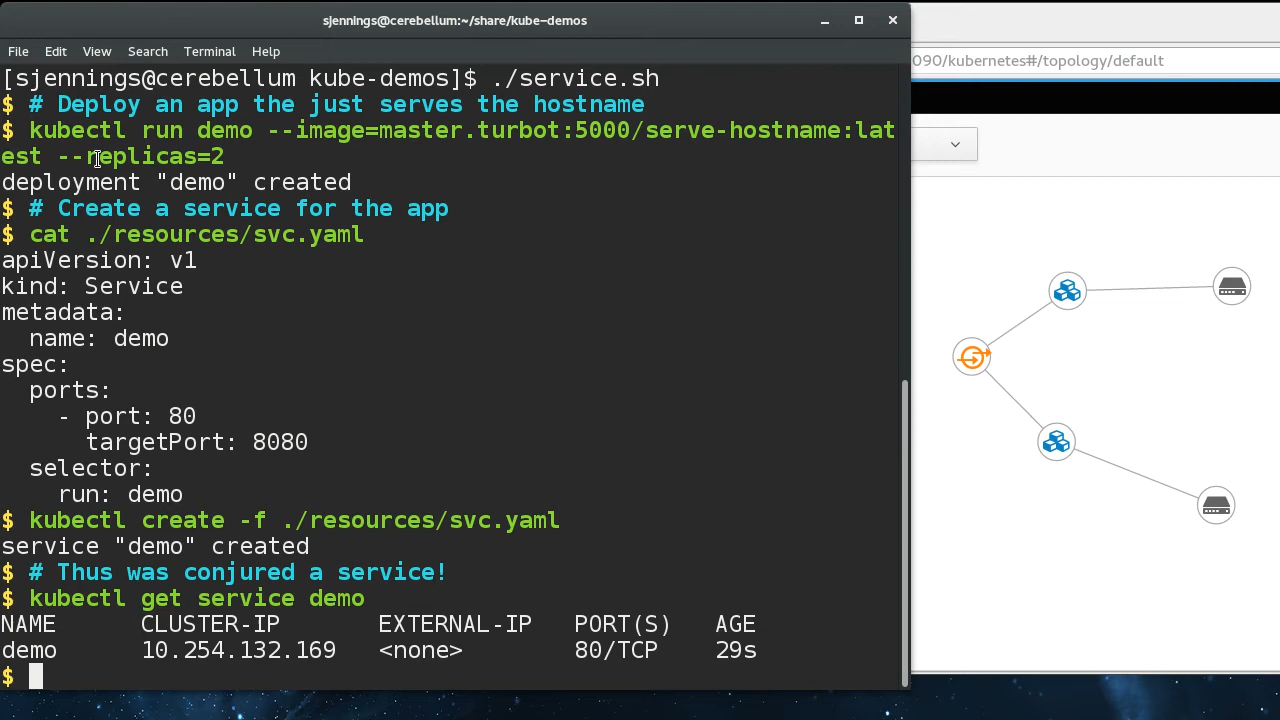 sjennings@cerebellum:~/share/kube-demos
File Edit View Search Terminal Help
090/kubernetes#/topology/default
[sjennings@cerebellum kube-demos]$ ./service.sh
$ # Deploy an app the just serves the hostname
$ kubectl run demo --image=master.turbot:5000/serve-hostname:lat
est --replicas=2
deployment "demo" created
$ # Create a service for the app
$ cat ./resources/svc.yaml
apiVersion: v1
kind: Service
metadata:
  name: demo
spec:
  ports:
    - port: 80
      targetPort: 8080
  selector:
    run: demo
$ kubectl create -f ./resources/svc.yaml
service "demo" created
$ # Thus was conjured a service!
$ kubectl get service demo
NAME      CLUSTER-IP       EXTERNAL-IP   PORT(S)   AGE
demo      10.254.132.169   <none>        80/TCP    29s
$